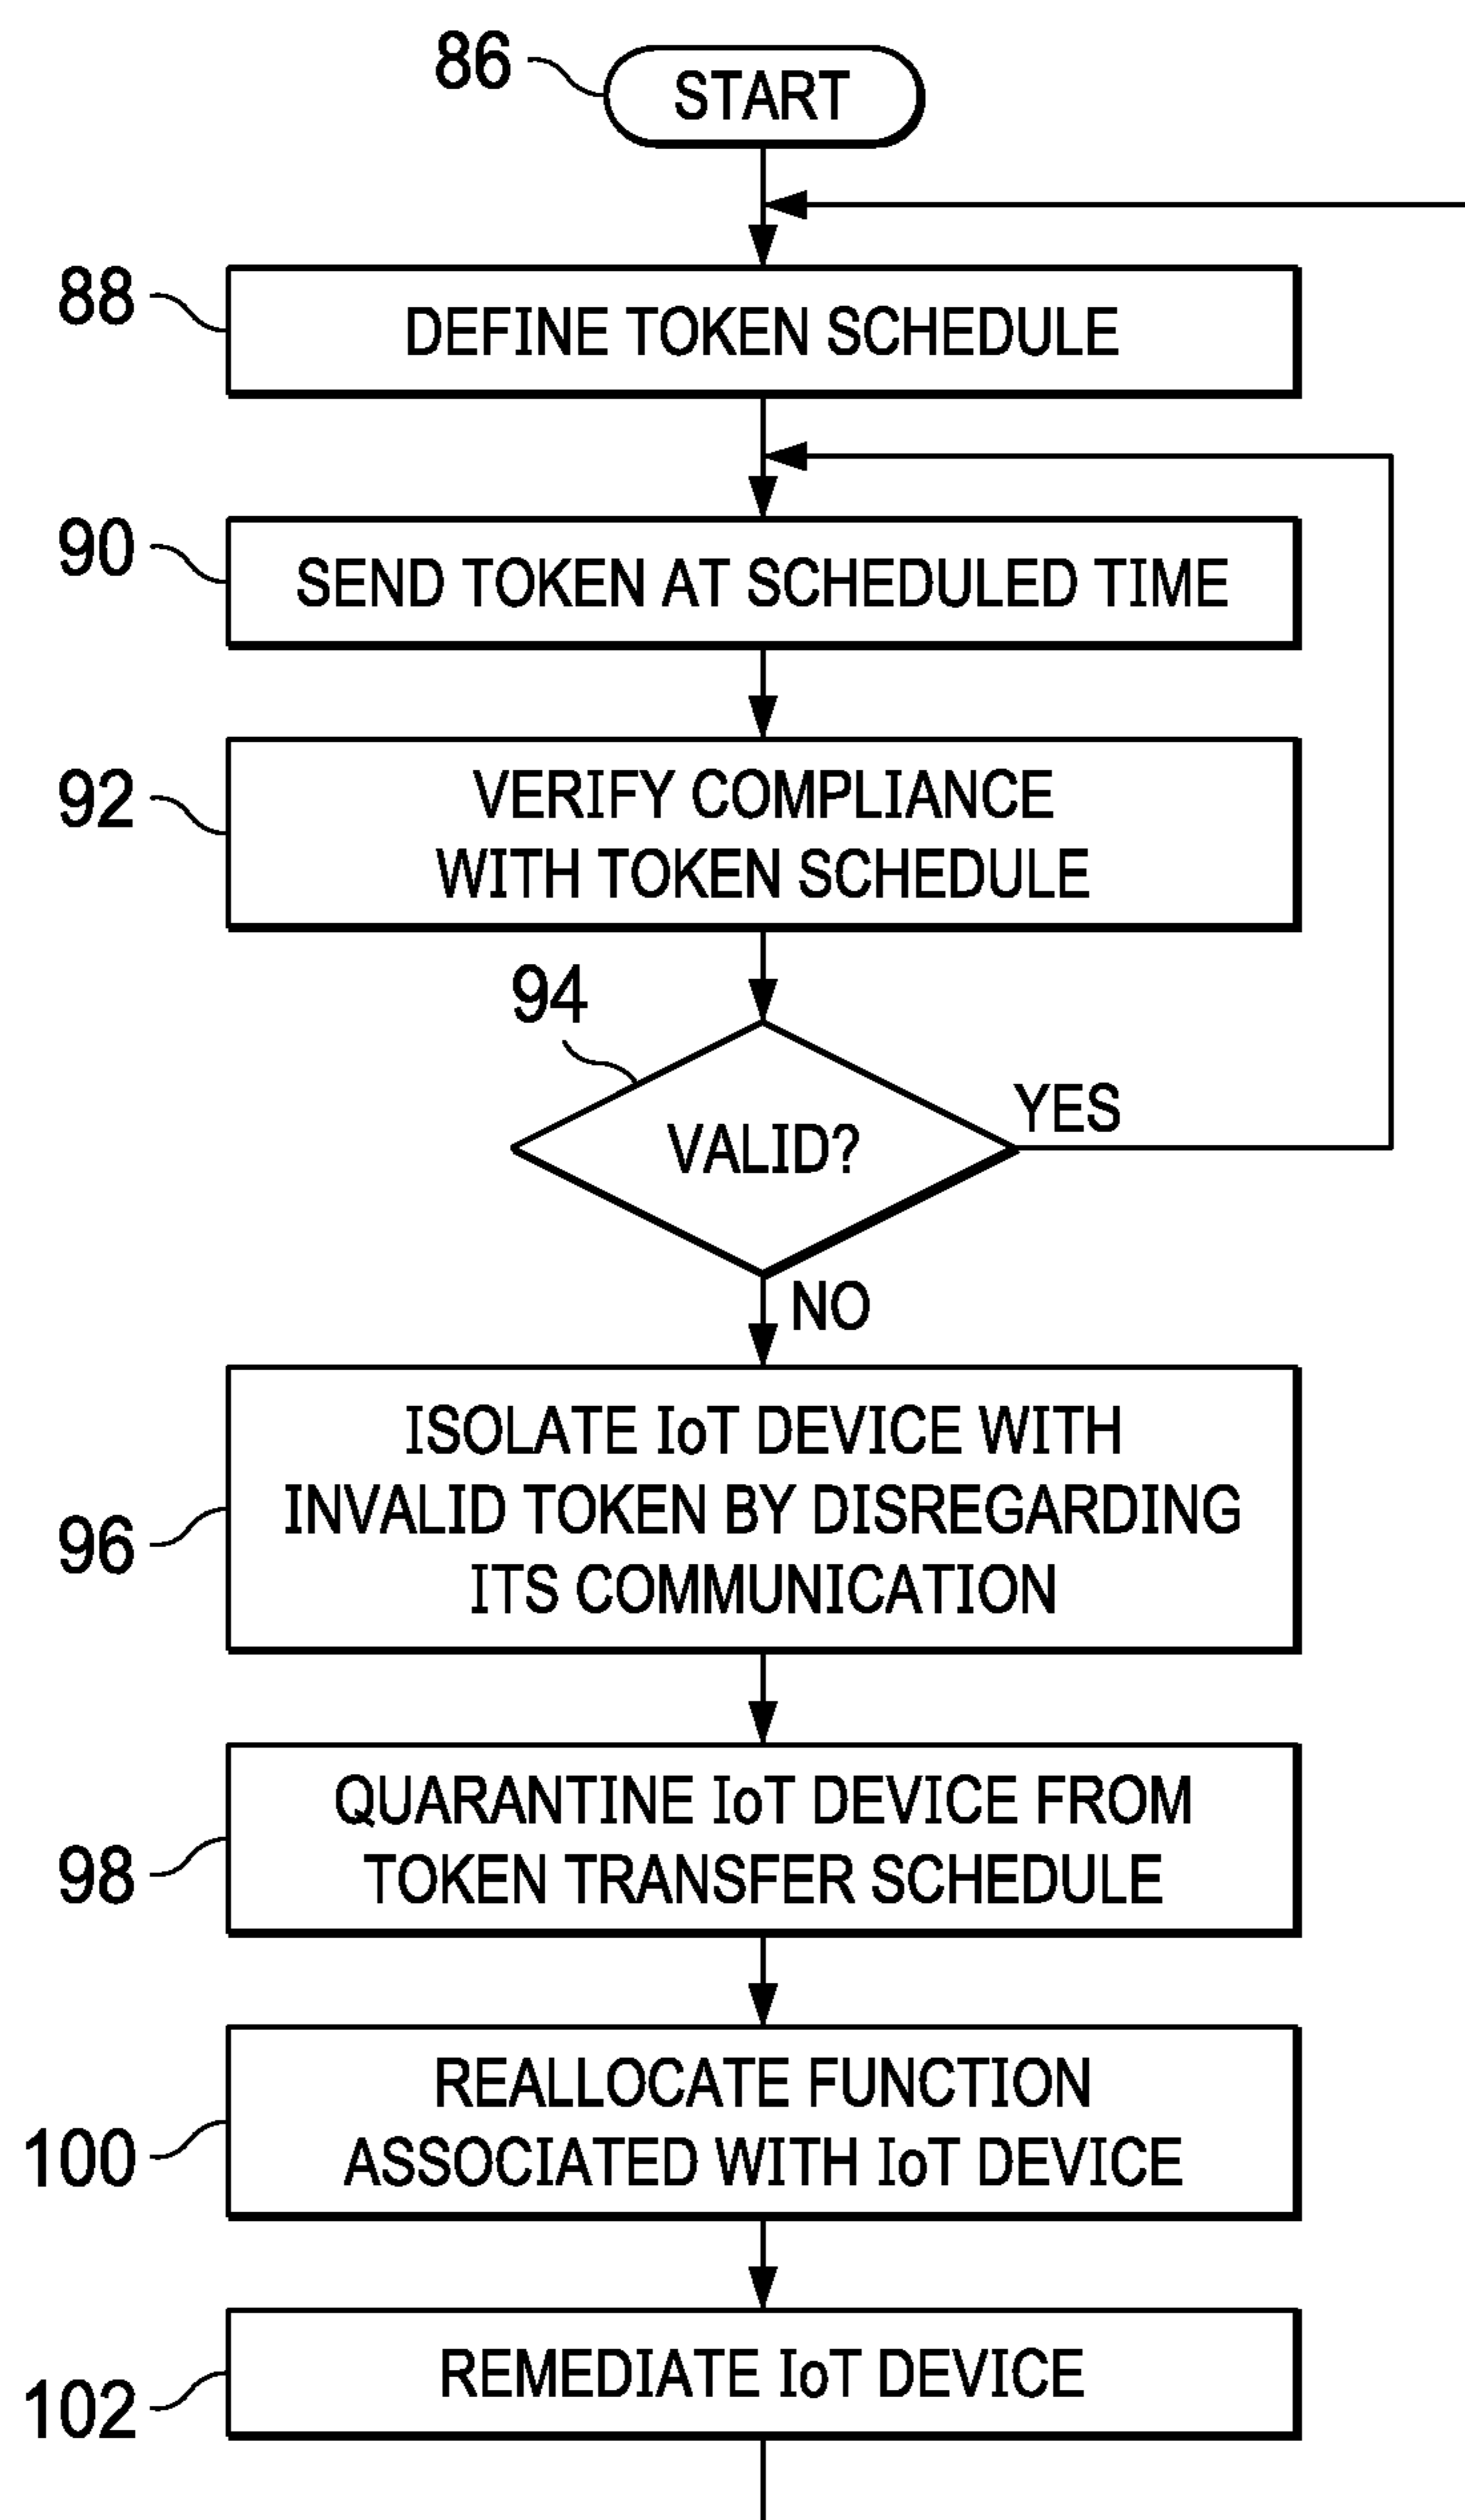 86
START
88
DEFINE TOKEN SCHEDULE
90
SEND TOKEN AT SCHEDULED TIME
92
VERIFY COMPLIANCE
WITH TOKEN SCHEDULE
94
VALID?
YES
NO
96
ISOLATE IoT DEVICE WITH
INVALID TOKEN BY DISREGARDING
ITS COMMUNICATION
98
QUARANTINE IoT DEVICE FROM
TOKEN TRANSFER SCHEDULE
100
REALLOCATE FUNCTION
ASSOCIATED WITH IoT DEVICE
102
REMEDIATE IoT DEVICE